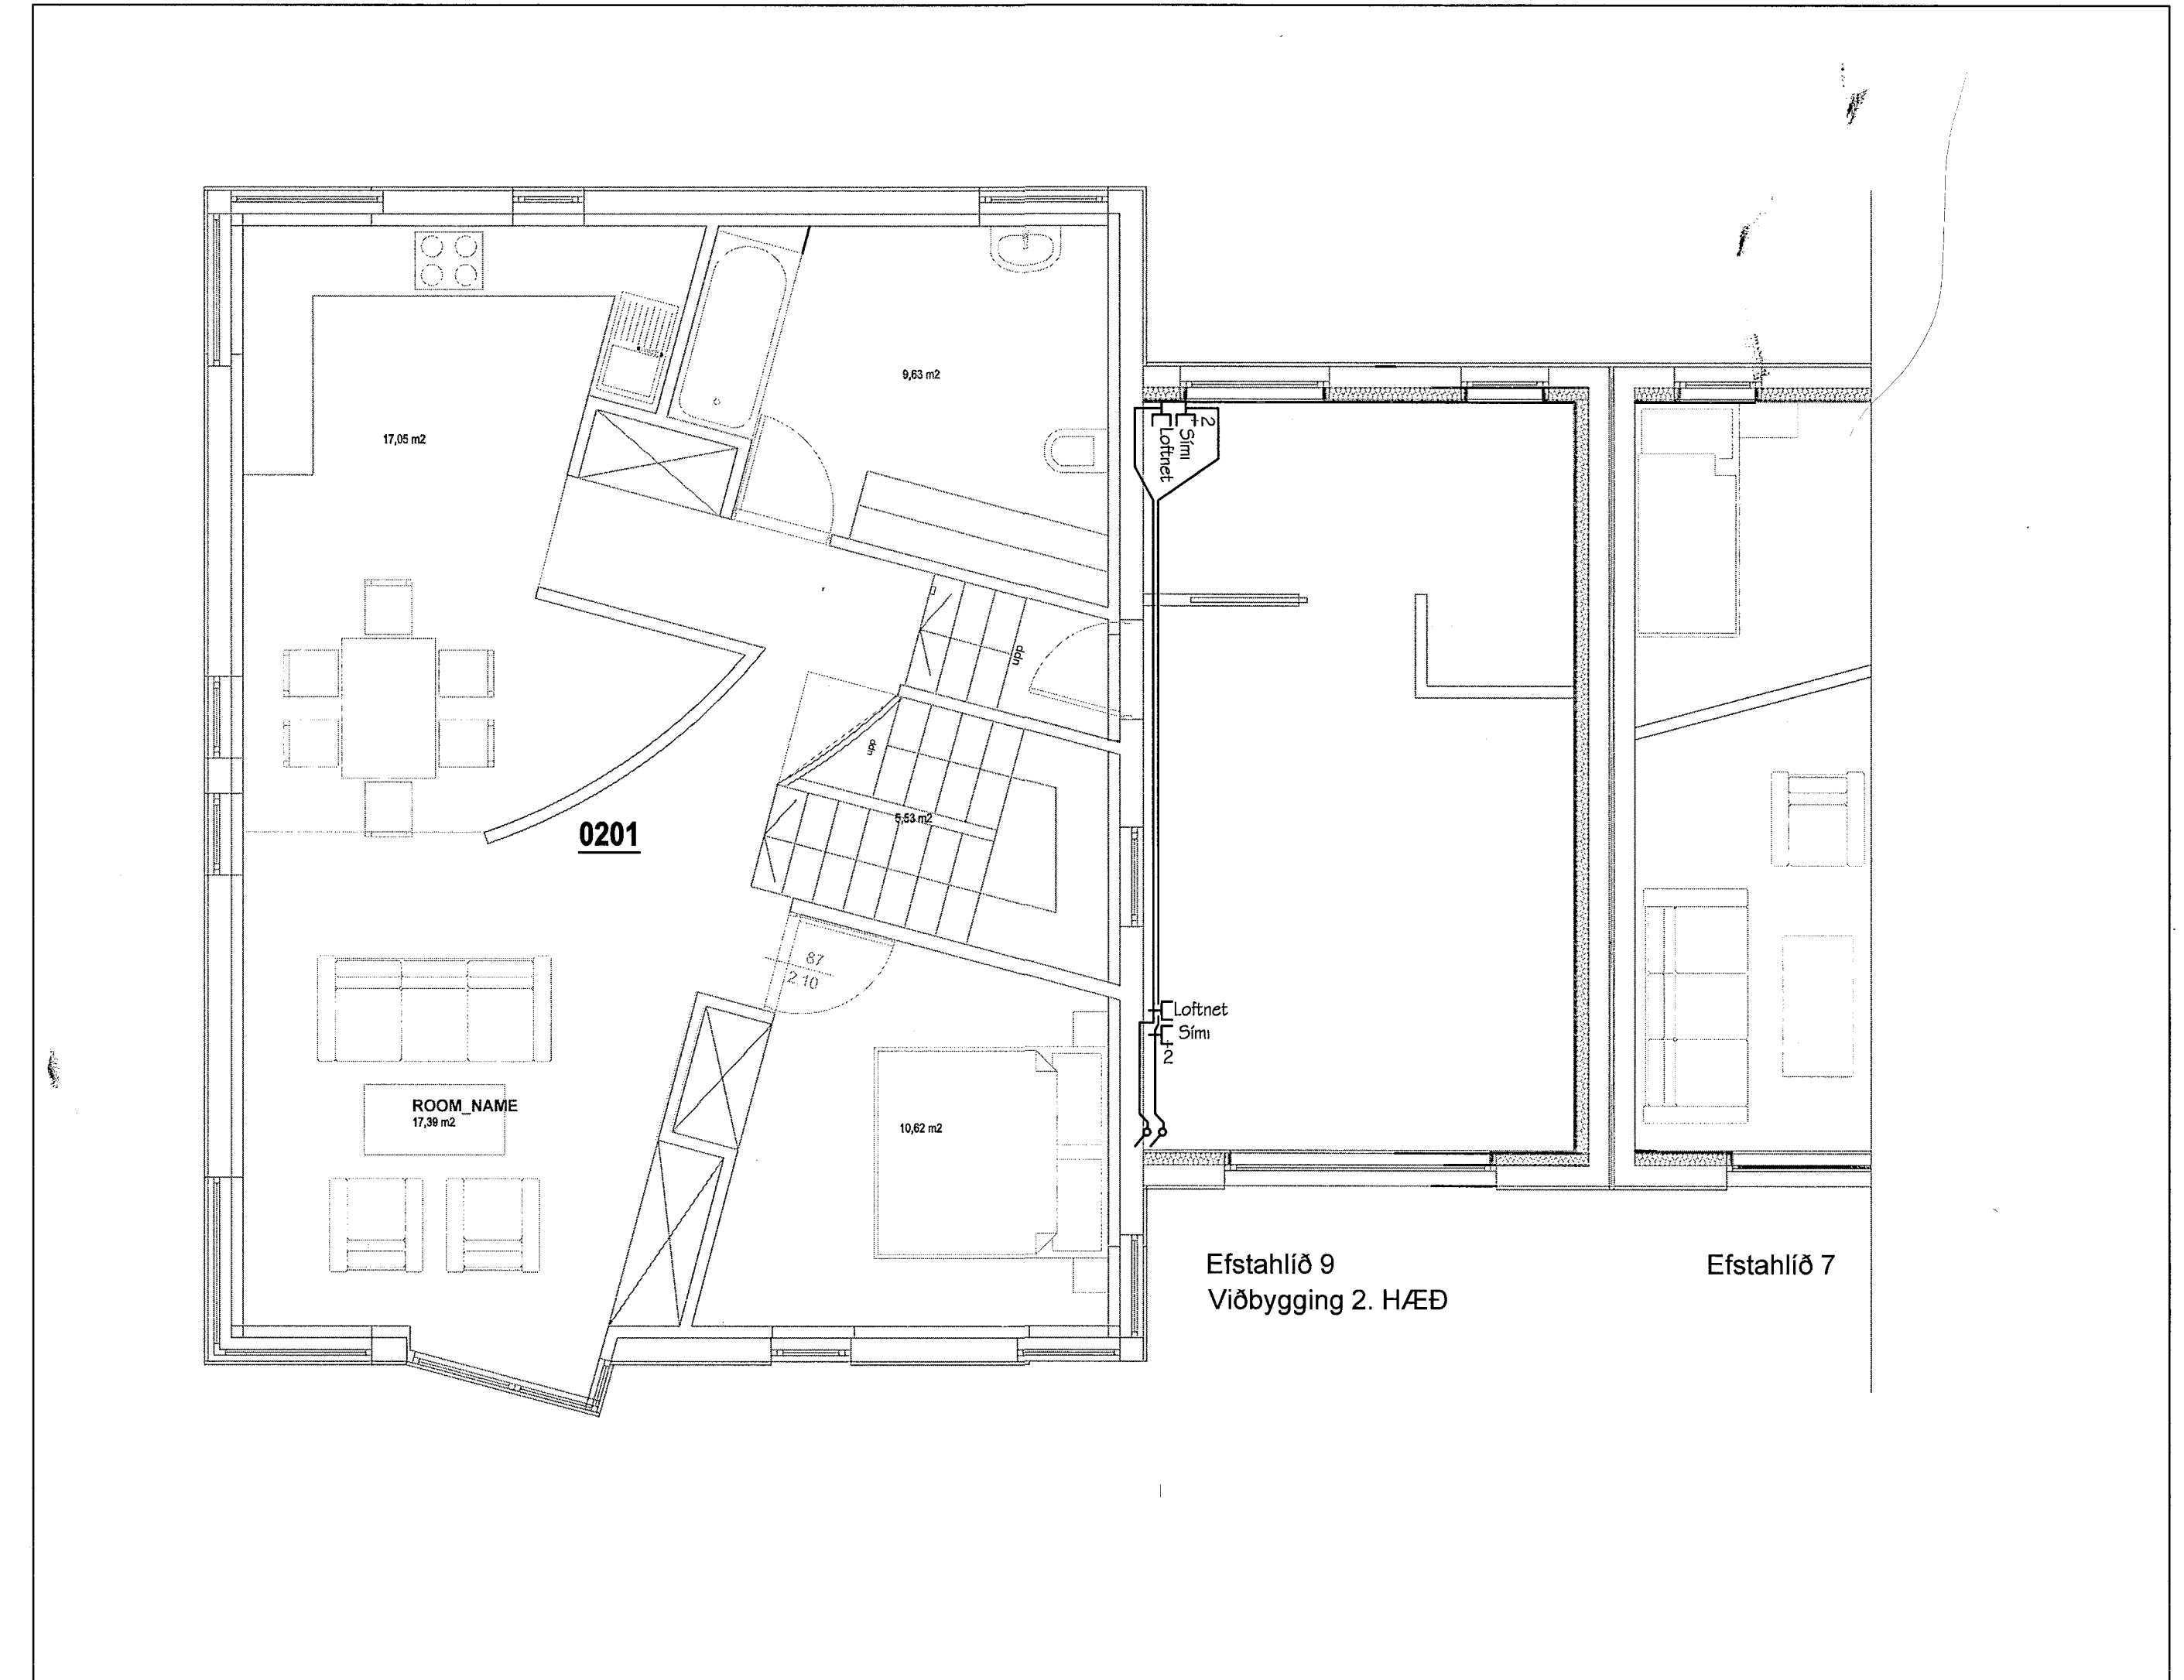 9,63 m2
17,05 m2
Loftnet
Sími
2
upp
upp
5,53 m2
0201
87
2.10
Loftnet
Sími
2
ROOM_NAME
17,39 m2
10,62 m2
Efstahlíð 9
Viðbygging 2. HÆÐ
Efstahlíð 7